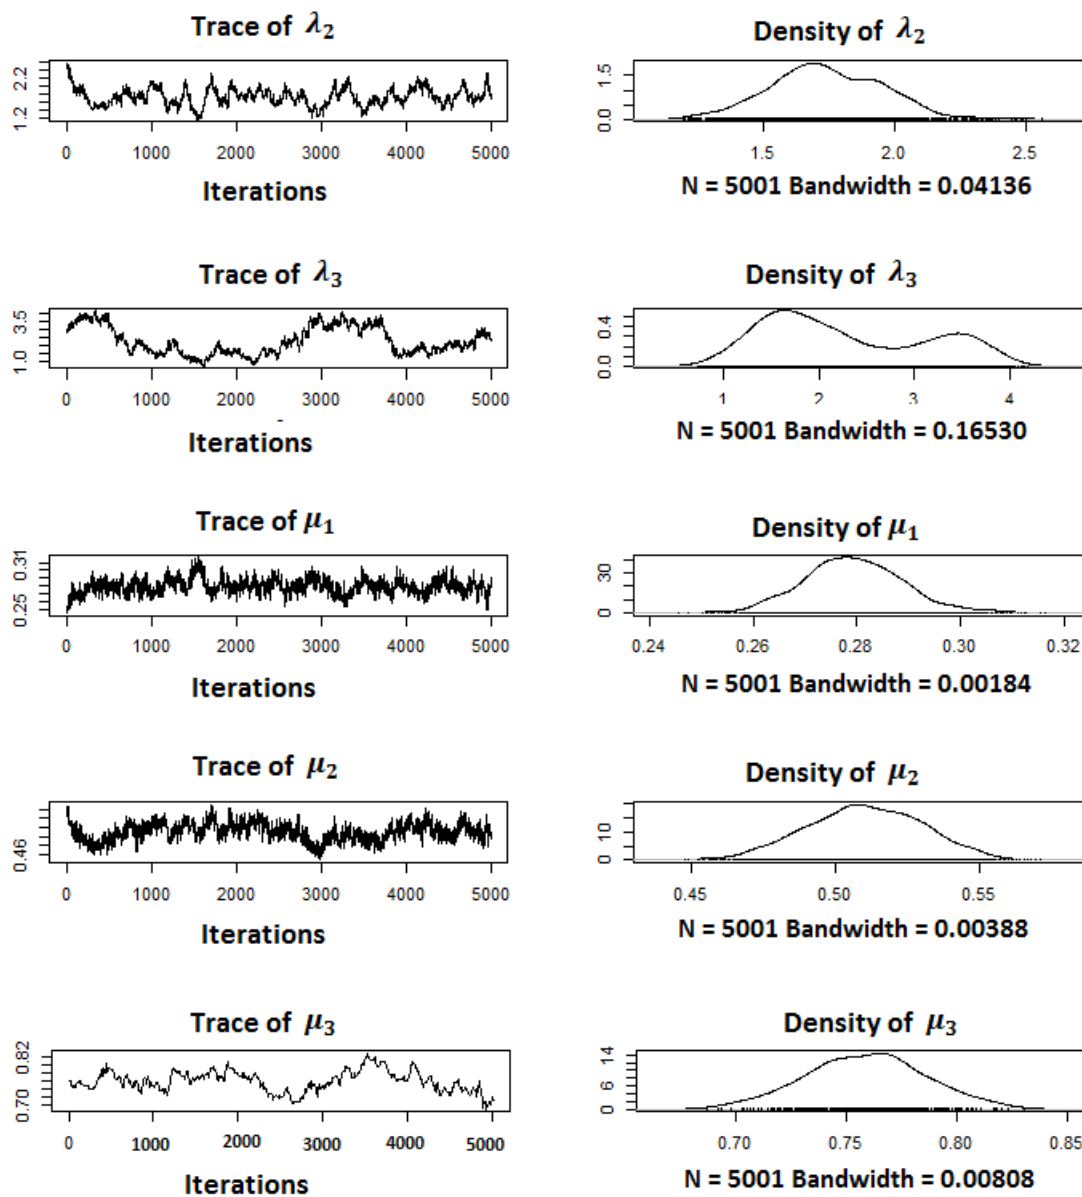 Trace of λ2
Density of λ2
2.2
1.2
0 1000 2000 3000 4000 5000
Iterations
1.5
0.0
1.5 2.0 2.5
N = 5001 Bandwidth = 0.04136
Trace of λ3
Density of λ3
3.5
1.0
0 1000 2000 3000 4000 5000
Iterations
0.4
0.0
1 2 3 4
N = 5001 Bandwidth = 0.16530
Trace of μ1
Density of μ1
0.31
0.25
0 1000 2000 3000 4000 5000
Iterations
30
0
0.24 0.26 0.28 0.30 0.32
N = 5001 Bandwidth = 0.00184
Trace of μ2
Density of μ2
0.46
0 1000 2000 3000 4000 5000
Iterations
10
0
0.45 0.50 0.55
N = 5001 Bandwidth = 0.00388
Trace of μ3
Density of μ3
0.82
0.70
0 1000 2000 3000 4000 5000
Iterations
14
6
0
0.70 0.75 0.80 0.85
N = 5001 Bandwidth = 0.00808